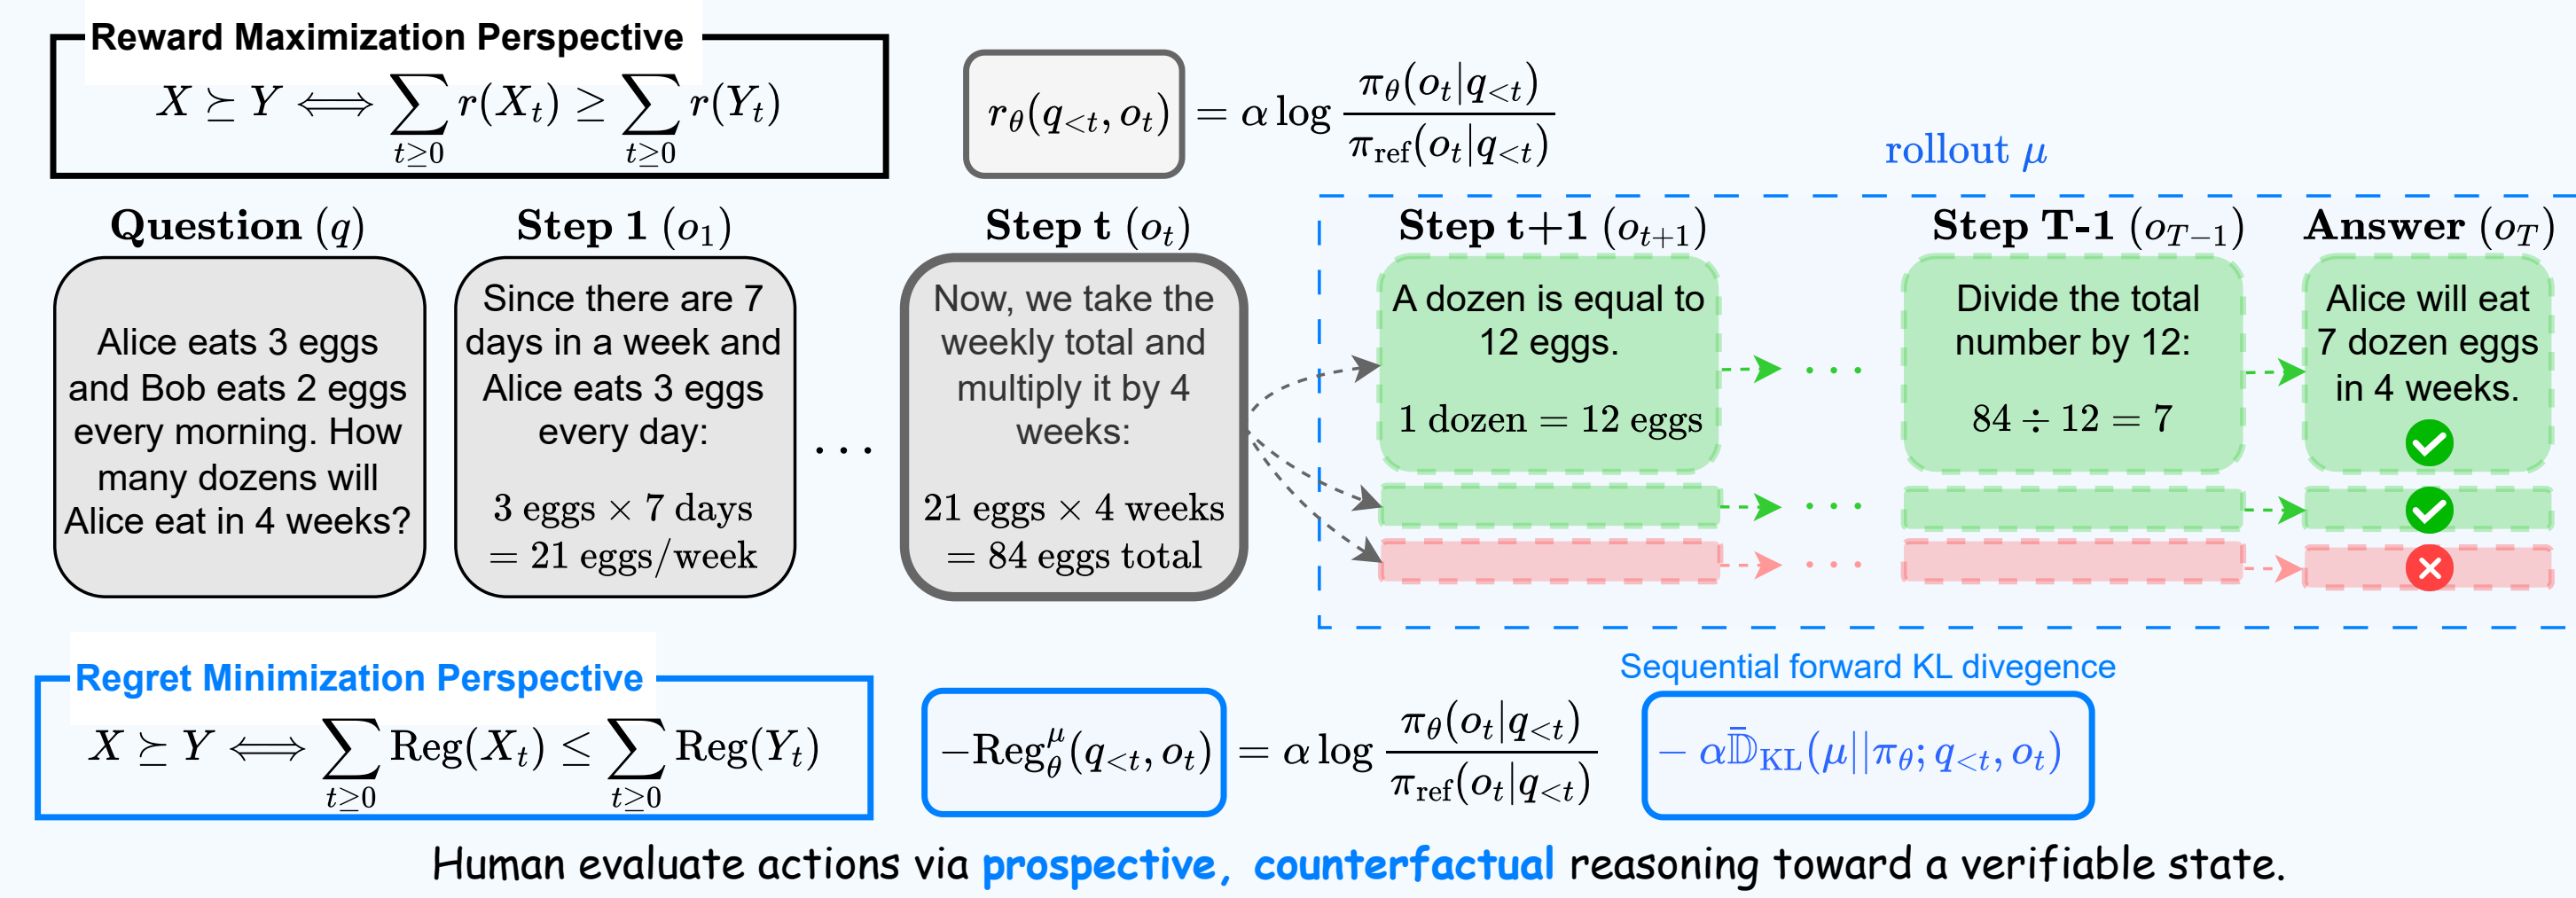 Reward Maximization Perspective
X ⪰ Y ⟺ ∑_{t≥0} r(X_t) ≥ ∑_{t≥0} r(Y_t)
r_θ(q_{<t}, o_t) = α log π_θ(o_t|q_{<t}) / π_ref(o_t|q_{<t})
rollout μ
Question (q)
Alice eats 3 eggs
and Bob eats 2 eggs
every morning. How
many dozens will
Alice eat in 4 weeks?
Step 1 (o_1)
Since there are 7
days in a week and
Alice eats 3 eggs
every day:
3 eggs × 7 days
= 21 eggs/week
...
Step t (o_t)
Now, we take the
weekly total and
multiply it by 4
weeks:
21 eggs × 4 weeks
= 84 eggs total
Step t+1 (o_{t+1})
A dozen is equal to
12 eggs.
1 dozen = 12 eggs
...
...
...
Step T-1 (o_{T−1})
Divide the total
number by 12:
84 ÷ 12 = 7
Answer (o_T)
Alice will eat
7 dozen eggs
in 4 weeks.
Regret Minimization Perspective
X ⪰ Y ⟺ ∑_{t≥0} Reg(X_t) ≤ ∑_{t≥0} Reg(Y_t)
Sequential forward KL divegence
−Reg_θ^μ(q_{<t}, o_t) = α log π_θ(o_t|q_{<t}) / π_ref(o_t|q_{<t}) − α𝔻̄_KL(μ||π_θ; q_{<t}, o_t)
Human evaluate actions via prospective, counterfactual reasoning toward a verifiable state.